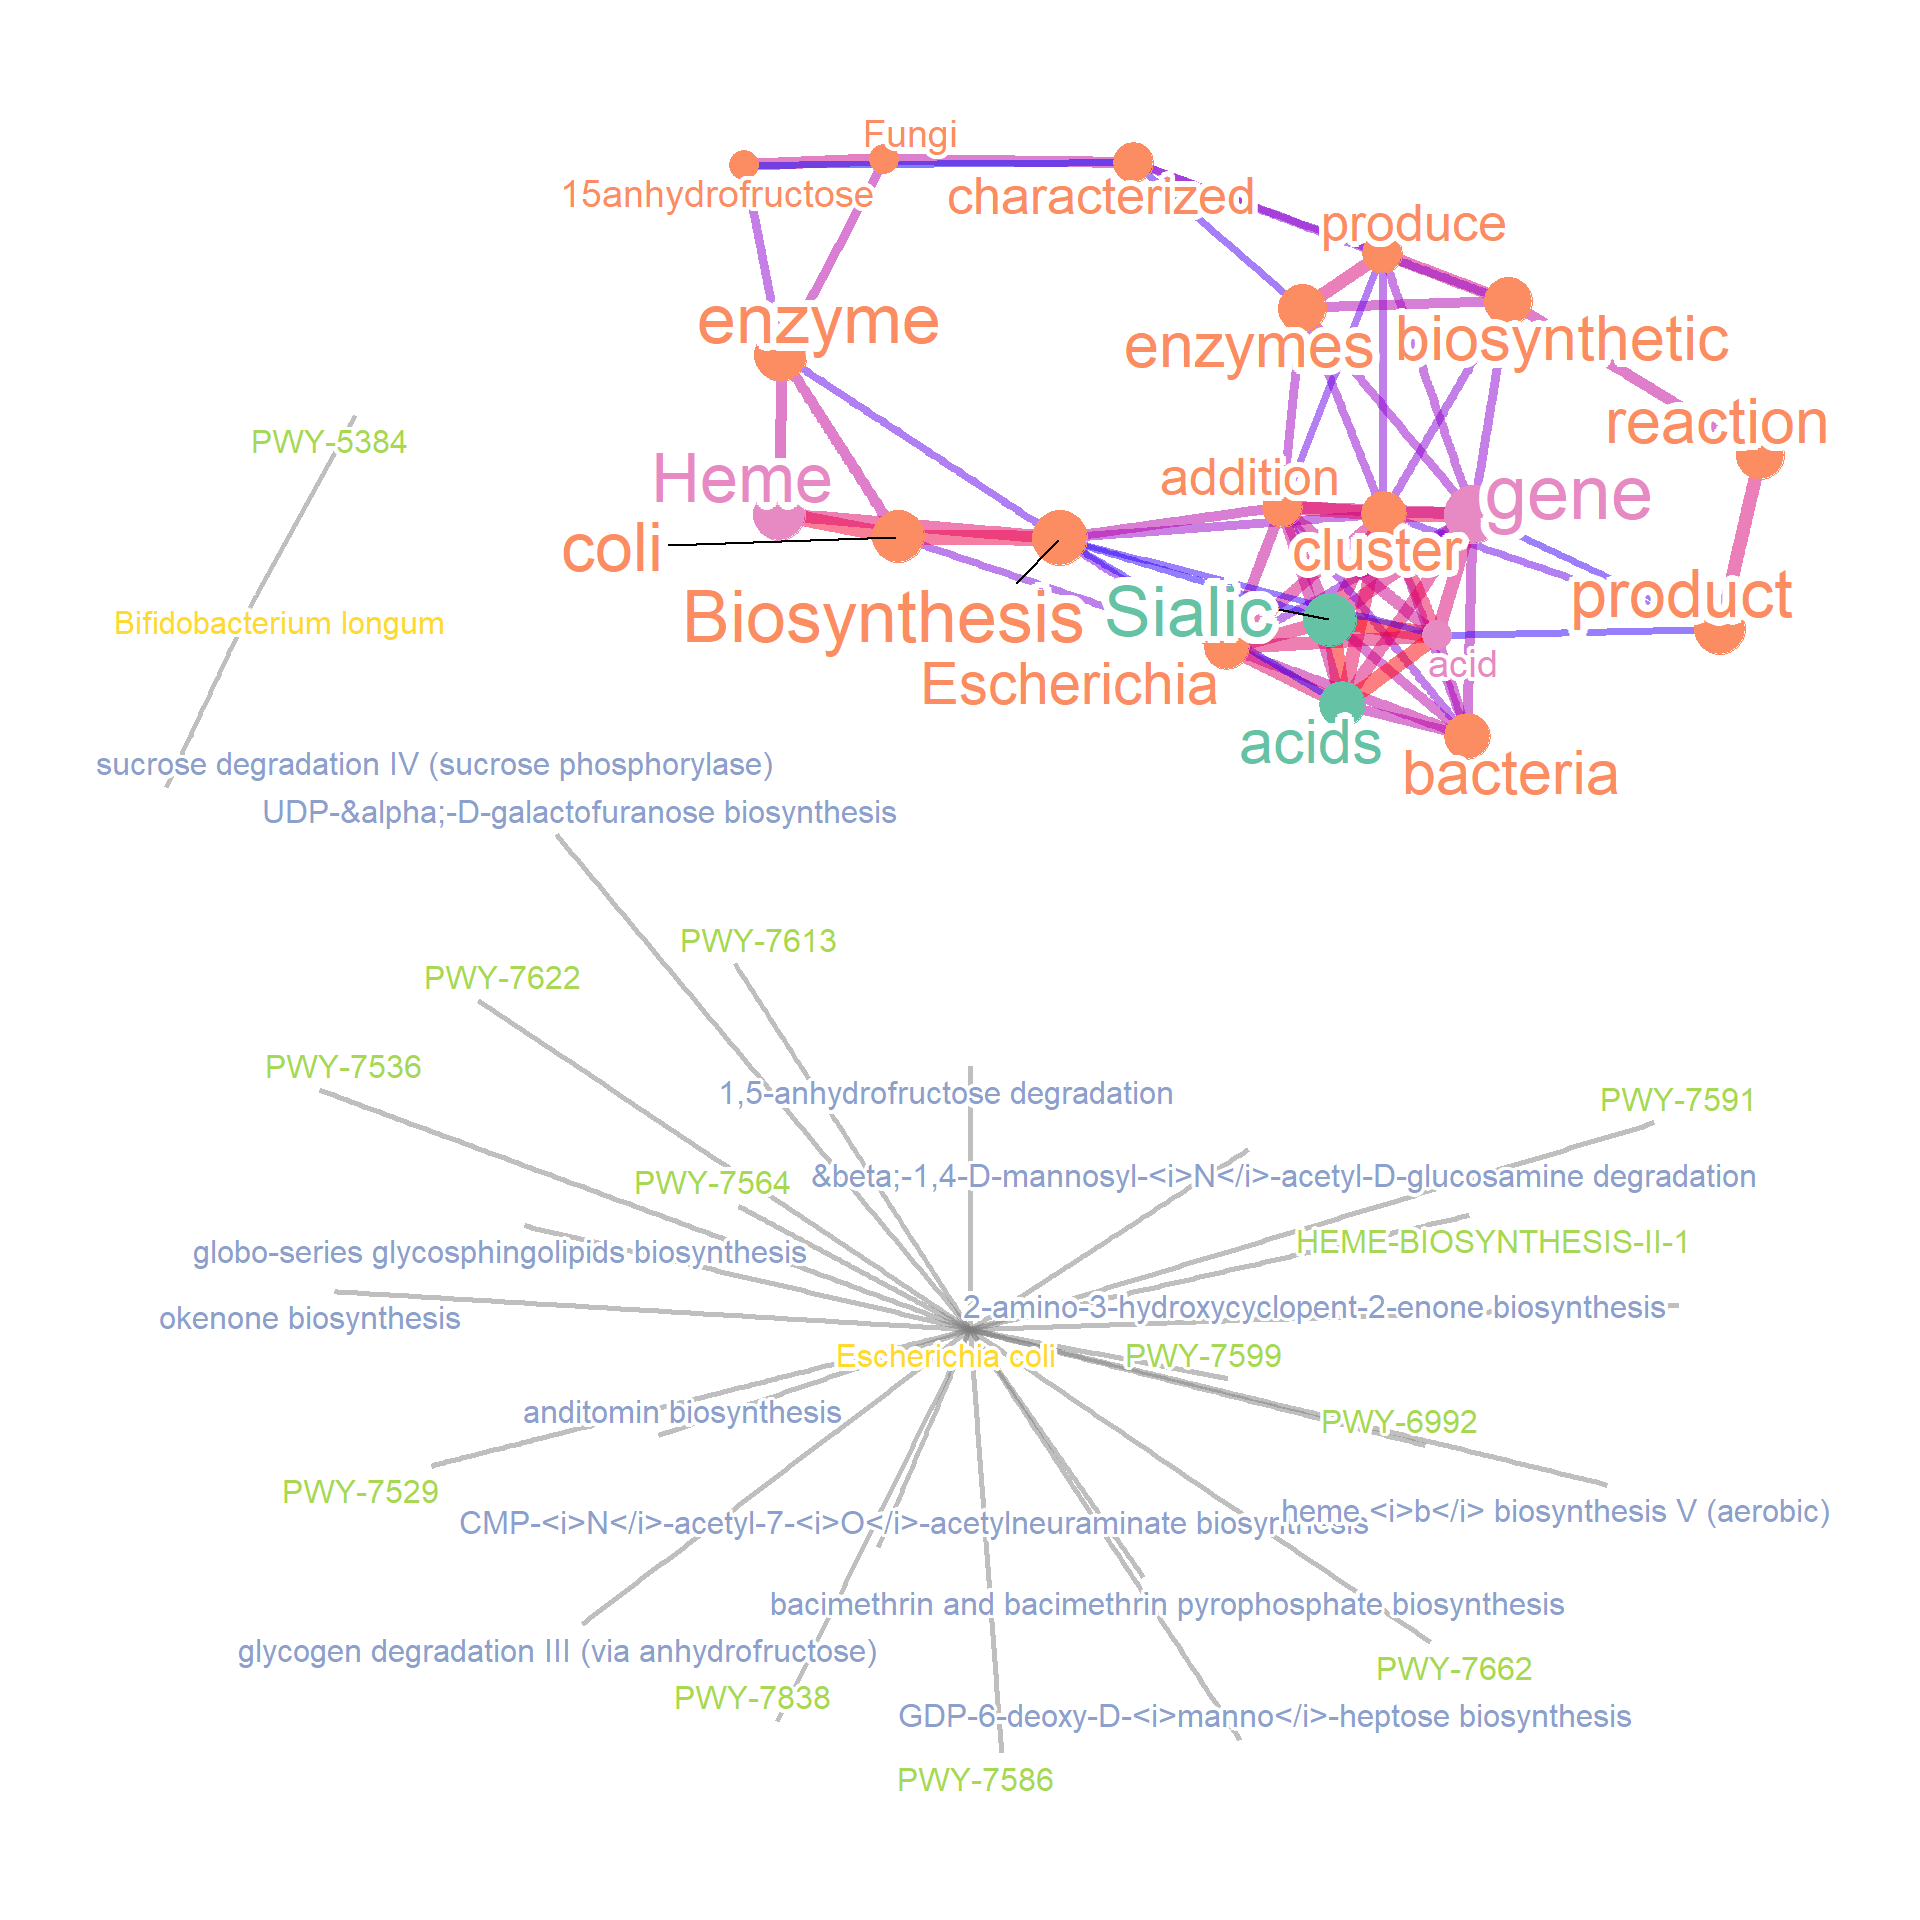 Fungi
15anhydrofructose
characterized
produce
enzyme
enzymes
biosynthetic
reaction
PWY-5384
Heme
addition
gene
coli
cluster
product
Biosynthesis
Sialic
Bifidobacterium longum
Escherichia
acid
acids
bacteria
sucrose degradation IV (sucrose phosphorylase)
UDP-&alpha;-D-galactofuranose biosynthesis
PWY-7613
PWY-7622
PWY-7536
1,5-anhydrofructose degradation
PWY-7591
PWY-7564
&beta;-1,4-D-mannosyl-<i>N</i>-acetyl-D-glucosamine degradation
globo-series glycosphingolipids biosynthesis
HEME-BIOSYNTHESIS-II-1
okenone biosynthesis
2-amino-3-hydroxycyclopent-2-enone biosynthesis
Escherichia coli
PWY-7599
anditomin biosynthesis
PWY-6992
PWY-7529
CMP-<i>N</i>-acetyl-7-<i>O</i>-acetylneuraminate biosynthesis
heme <i>b</i> biosynthesis V (aerobic)
bacimethrin and bacimethrin pyrophosphate biosynthesis
glycogen degradation III (via anhydrofructose)
PWY-7662
PWY-7838
GDP-6-deoxy-D-<i>manno</i>-heptose biosynthesis
PWY-7586